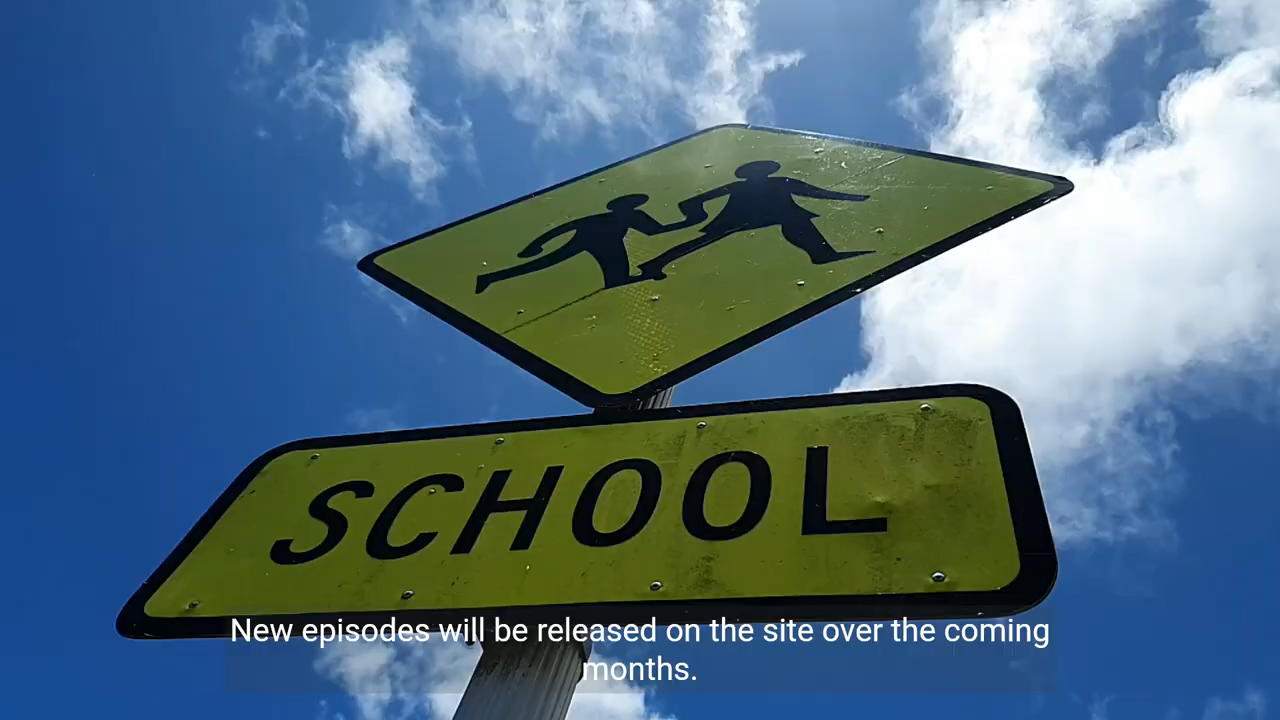 SCHOOL
New episodes will be released on the site over the coming
months.